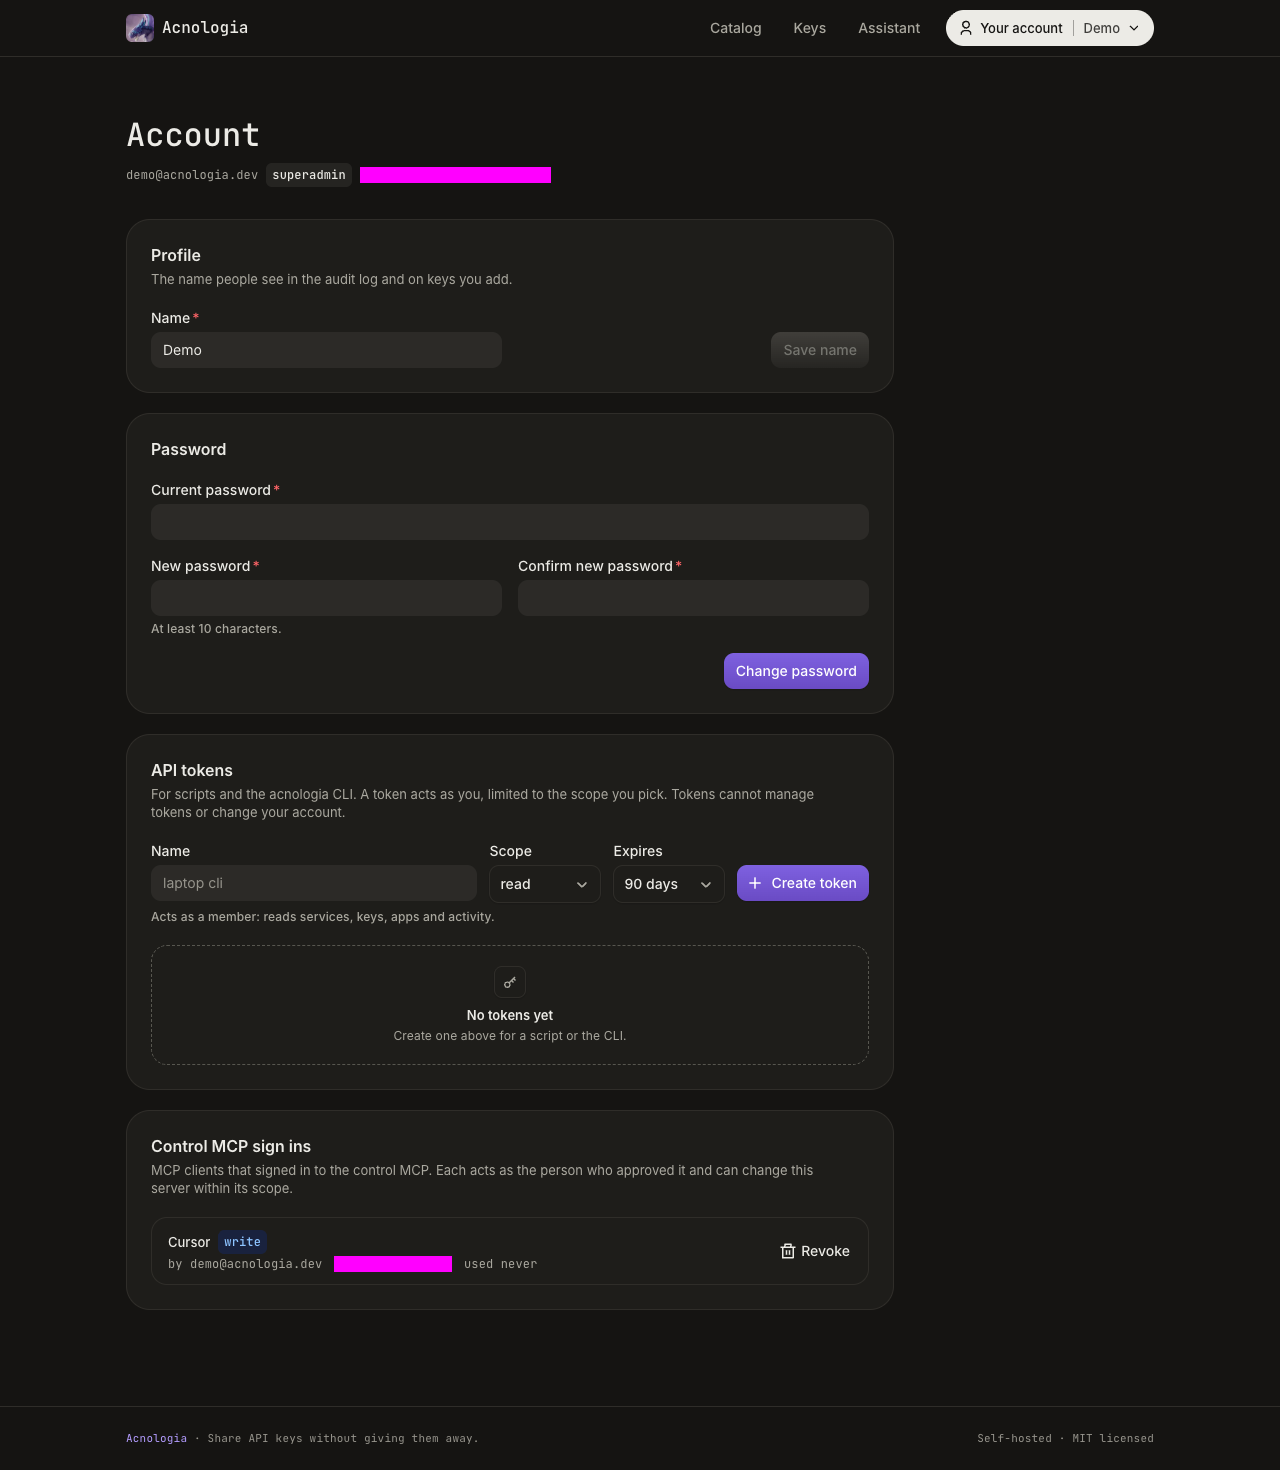 Acnologia
Catalog
Keys
Assistant
Your account
Demo
Account
demo@acnologia.dev superadmin
Profile
The name people see in the audit log and on keys you add.
Name*
Demo
Save name
Password
Current password*
New password*
Confirm new password*
At least 10 characters.
Change password
API tokens
For scripts and the acnologia CLI. A token acts as you, limited to the scope you pick. Tokens cannot manage
tokens or change your account.
Name
Scope
Expires
laptop cli
read
90 days
Create token
Acts as a member: reads services, keys, apps and activity.
No tokens yet
Create one above for a script or the CLI.
Control MCP sign ins
MCP clients that signed in to the control MCP. Each acts as the person who approved it and can change this
server within its scope.
Cursor write
by demo@acnologia.dev used never
Revoke
Acnologia · Share API keys without giving them away.
Self-hosted · MIT licensed